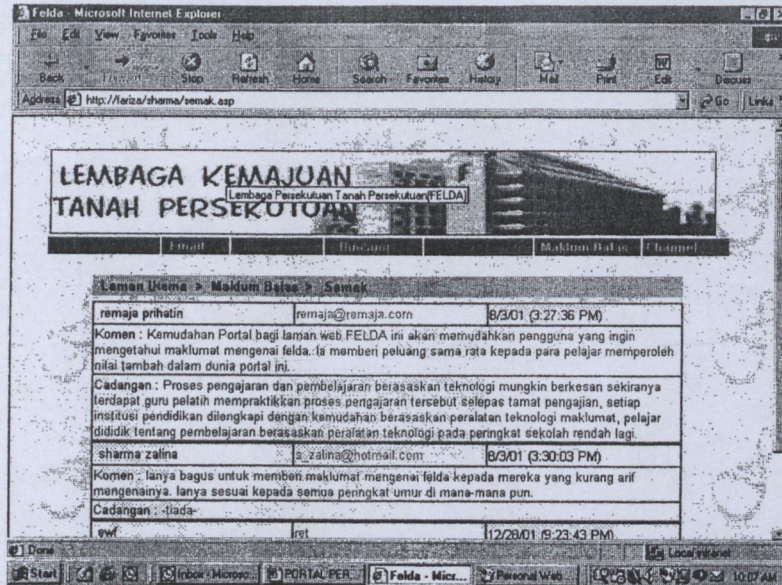 Felda - Microsoft Internet Explorer
File Edit View Favorites Tools Help
Back Forward Stop Refresh Home Search Favorites History Mail Print Edit Discuss
Address http://fariza/sharma/semak.asp Go Links
LEMBAGA KEMAJUAN
Lembaga Persekutuan Tanah Persekutuan(FELDA)
TANAH PERSEKUTUAN
Email Bincang Maklum Balas Channel
Laman Utama > Maklum Balas > Semak
remaja prihatin remaja@remaja.com 8/3/01 (3:27:36 PM)
Komen : Kemudahan Portal bagi laman web FELDA ini akan memudahkan pengguna yang ingin
mengetahui maklumat mengenai felda. Ia memberi peluang sama rata kepada para pelajar memperoleh
nilai tambah dalam dunia portal ini.
Cadangan : Proses pengajaran dan pembelajaran berasaskan teknologi mungkin berkesan sekiranya
terdapat guru pelatih mempraktikkan proses pengajaran tersebut selepas tamat pengajian, setiap
institusi pendidikan dilengkapi dengan kemudahan berasaskan peralatan teknologi maklumat, pelajar
dididik tentang pembelajaran berasaskan peralatan teknologi pada peringkat sekolah rendah lagi.
sharma zalina s_zalina@hotmail.com 8/3/01 (3:30:03 PM)
Komen : Ianya bagus untuk memberi maklumat mengenai felda kepada mereka yang kurang arif
mengenainya. Ianya sesuai kepada semua peringkat umur di mana-mana pun.
Cadangan : -tiada-
ewf ret 12/28/01 (9:23:43 PM)
Done Local intranet
Start Inbox - Microso... PORTAL PER... Felda - Micr... Personal Web